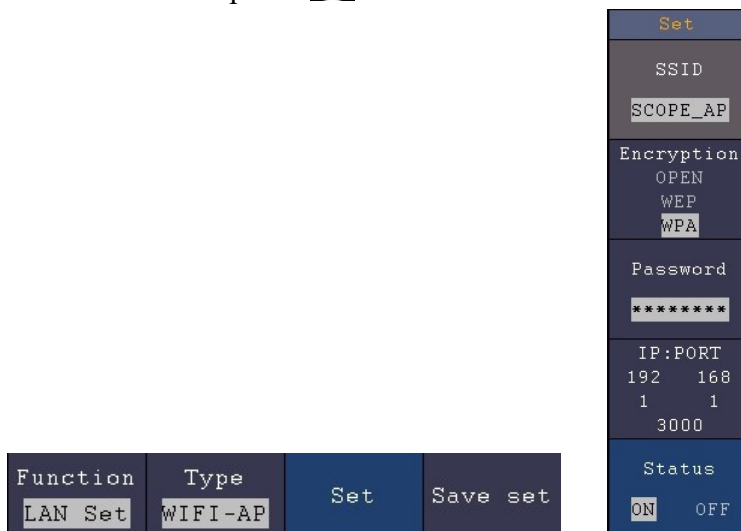 Set
SSID
SCOPE_AP
Encryption
OPEN
WEP
WPA
Password
********
IP:PORT
192 168
1 1
3000
Status
ON OFF
Function
LAN Set
Type
WIFI-AP
Set
Save set